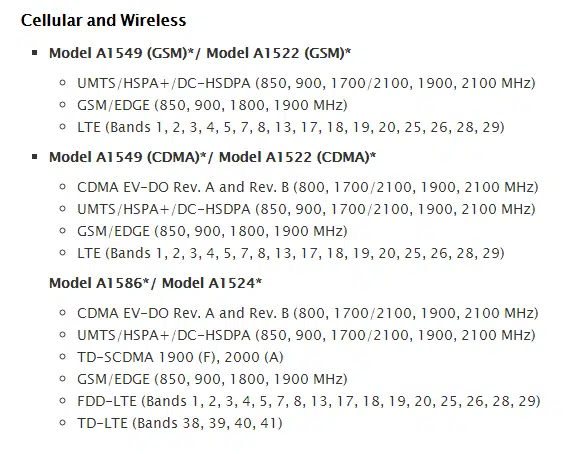 Cellular and Wireless
Model A1549 (GSM)*/ Model A1522 (GSM)*
UMTS/HSPA+/DC-HSDPA (850, 900, 1700/2100, 1900, 2100 MHz)
GSM/EDGE (850, 900, 1800, 1900 MHz)
LTE (Bands 1, 2, 3, 4, 5, 7, 8, 13, 17, 18, 19, 20, 25, 26, 28, 29)
Model A1549 (CDMA)*/ Model A1522 (CDMA)*
CDMA EV-DO Rev. A and Rev. B (800, 1700/2100, 1900, 2100 MHz)
UMTS/HSPA+/DC-HSDPA (850, 900, 1700/2100, 1900, 2100 MHz)
GSM/EDGE (850, 900, 1800, 1900 MHz)
LTE (Bands 1, 2, 3, 4, 5, 7, 8, 13, 17, 18, 19, 20, 25, 26, 28, 29)
Model A1586*/ Model A1524*
CDMA EV-DO Rev. A and Rev. B (800, 1700/2100, 1900, 2100 MHz)
UMTS/HSPA+/DC-HSDPA (850, 900, 1700/2100, 1900, 2100 MHz)
TD-SCDMA 1900 (F), 2000 (A)
GSM/EDGE (850, 900, 1800, 1900 MHz)
FDD-LTE (Bands 1, 2, 3, 4, 5, 7, 8, 13, 17, 18, 19, 20, 25, 26, 28, 29)
TD-LTE (Bands 38, 39, 40, 41)